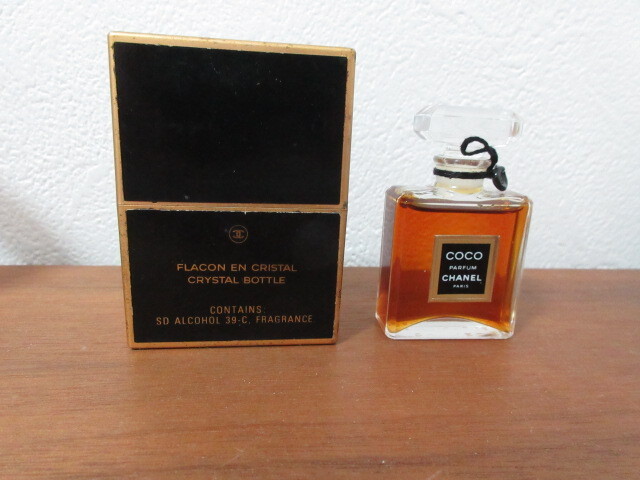 FLACON EN CRISTAL
CRYSTAL BOTTLE
CONTAINS
SD ALCOHOL 39-C, FRAGRANCE
COCO
PARFUM
CHANEL
PARIS